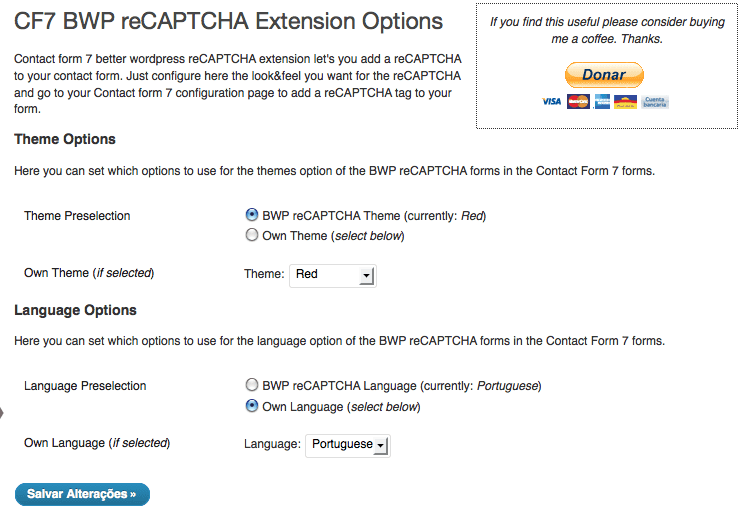 CF7 BWP reCAPTCHA Extension Options
If you find this useful please consider buying
me a coffee. Thanks.
Donar
VISA MasterCard
Cuenta
bancaria
Contact form 7 better wordpress reCAPTCHA extension let's you add a reCAPTCHA
to your contact form. Just configure here the look&feel you want for the reCAPTCHA
and go to your Contact form 7 configuration page to add a reCAPTCHA tag to your
form.
Theme Options
Here you can set which options to use for the themes option of the BWP reCAPTCHA forms in the Contact Form 7 forms.
Theme Preselection
BWP reCAPTCHA Theme (currently: Red)
Own Theme (select below)
Own Theme (if selected)
Theme: Red
Language Options
Here you can set which options to use for the language option of the BWP reCAPTCHA forms in the Contact Form 7 forms.
Language Preselection
BWP reCAPTCHA Language (currently: Portuguese)
Own Language (select below)
Own Language (if selected)
Language: Portuguese
Salvar Alterações »